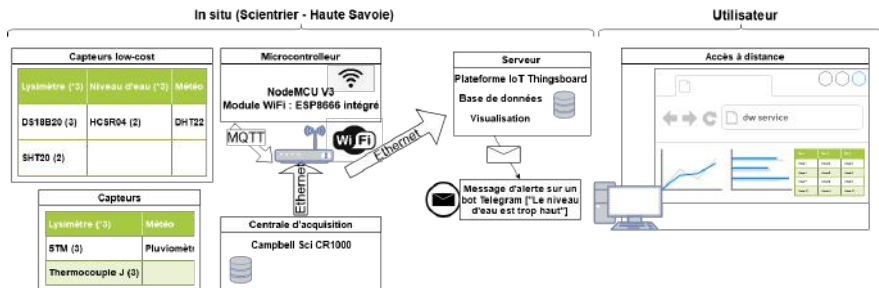 In situ (Scientrier - Haute Savoie)
Utilisateur
Capteurs low-cost
Lysimètre (*3) Niveau d'eau (*3) Météo
DS18B20 (3) HCSR04 (2) DHT22
SHT20 (2)
Microcontrolleur
NodeMCU V3
Module WiFi : ESP8666 intégré
MQTT
WiFi
Ethernet
Ethernet
Serveur
Plateforme IoT Thingsboard
Base de données
Visualisation
Message d'alerte sur un
bot Telegram ["Le niveau
d'eau est trop haut"]
Accès à distance
dw service
Capteurs
Lysimètre (*3) Météo
5TM (3) Pluviomètr
Thermocouple J (3)
Centrale d'acquisition
Campbell Sci CR1000